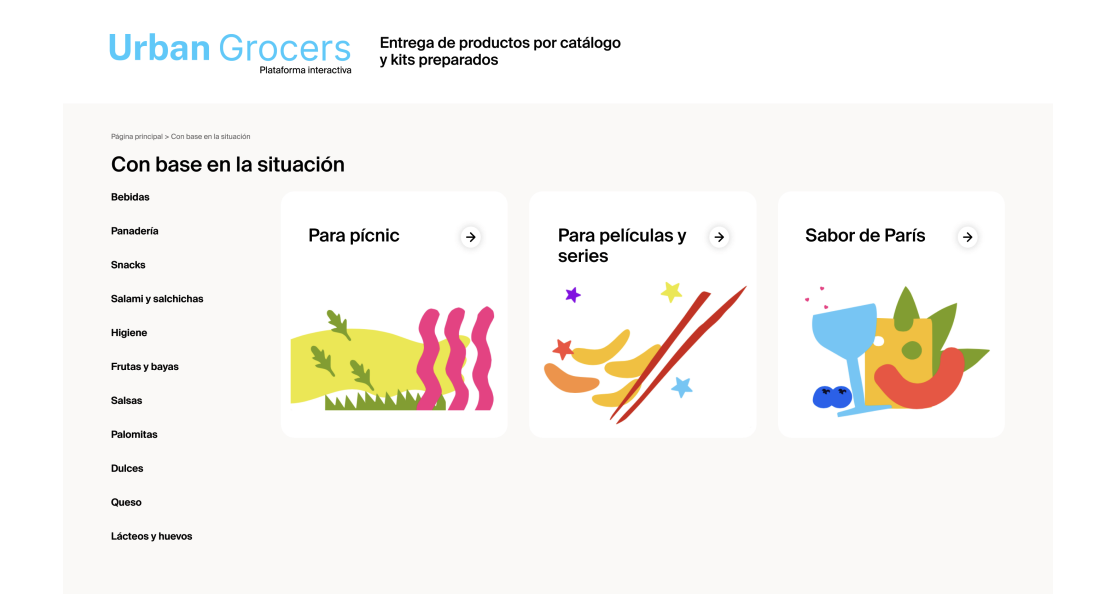 Urban Grocers
Plataforma interactiva
Entrega de productos por catálogo
y kits preparados
Página principal > Con base en la situación
Con base en la situación
Bebidas
Panadería
Snacks
Salami y salchichas
Higiene
Frutas y bayas
Salsas
Palomitas
Dulces
Queso
Lácteos y huevos
Para pícnic
Para películas y
series
Sabor de París